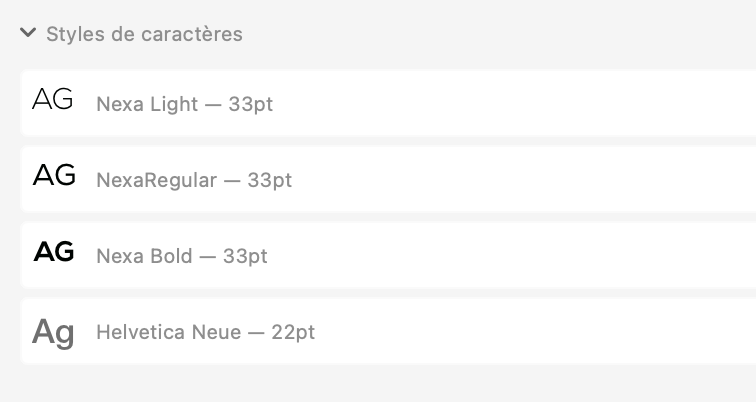 Styles de caractères
AG Nexa Light — 33pt
AG NexaRegular — 33pt
AG Nexa Bold — 33pt
Ag Helvetica Neue — 22pt